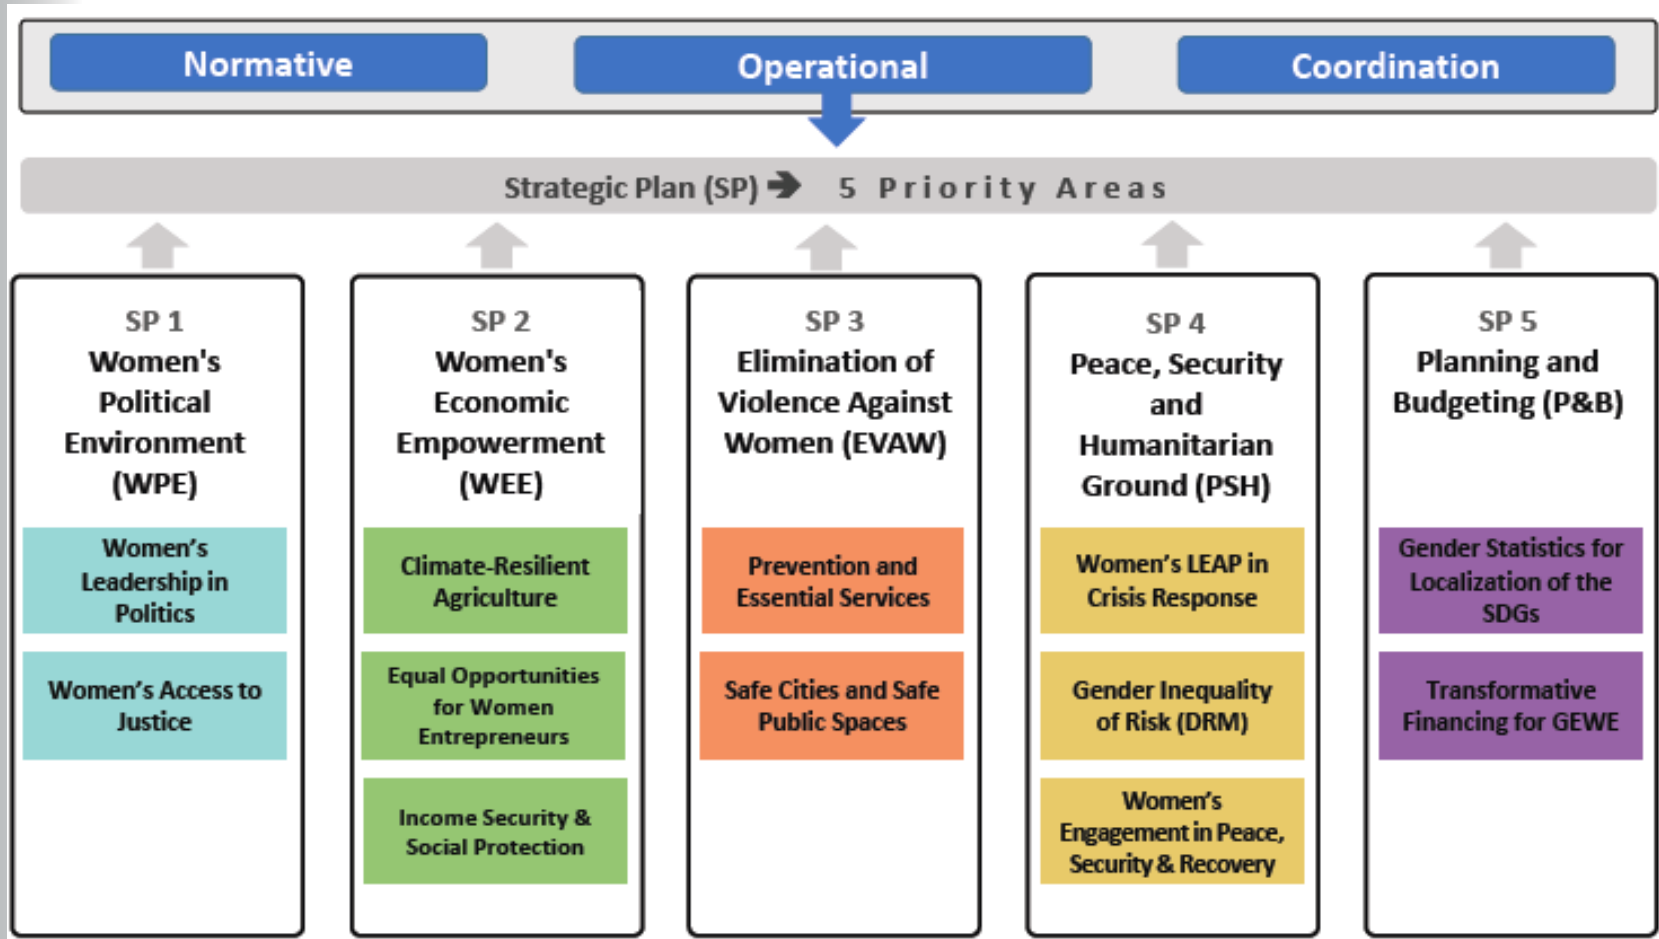 Normative
Operational
Coordination
Strategic Plan (SP) ➔ 5 Priority Areas
SP 1
Women's
Political
Environment
(WPE)
Women's
Leadership in
Politics
Women's Access to
Justice
SP 2
Women's
Economic
Empowerment
(WEE)
Climate-Resilient
Agriculture
Equal Opportunities
for Women
Entrepreneurs
Income Security &
Social Protection
SP 3
Elimination of
Violence Against
Women (EVAW)
Prevention and
Essential Services
Safe Cities and Safe
Public Spaces
SP 4
Peace, Security
and
Humanitarian
Ground (PSH)
Women's LEAP in
Crisis Response
Gender Inequality
of Risk (DRM)
Women's
Engagement in Peace,
Security & Recovery
SP 5
Planning and
Budgeting (P&B)
Gender Statistics for
Localization of the
SDGs
Transformative
Financing for GEWE